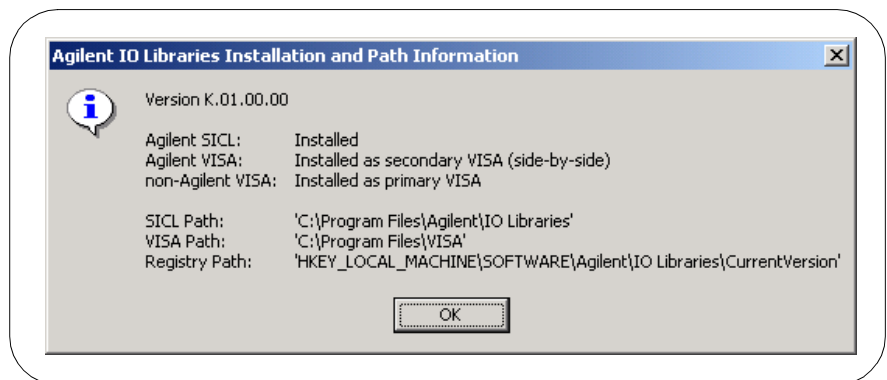 Agilent IO Libraries Installation and Path Information
Version K.01.00.00
Agilent SICL: Installed
Agilent VISA: Installed as secondary VISA (side-by-side)
non-Agilent VISA: Installed as primary VISA
SICL Path: 'C:\Program Files\Agilent\IO Libraries'
VISA Path: 'C:\Program Files\VISA'
Registry Path: 'HKEY_LOCAL_MACHINE\SOFTWARE\Agilent\IO Libraries\CurrentVersion'
OK